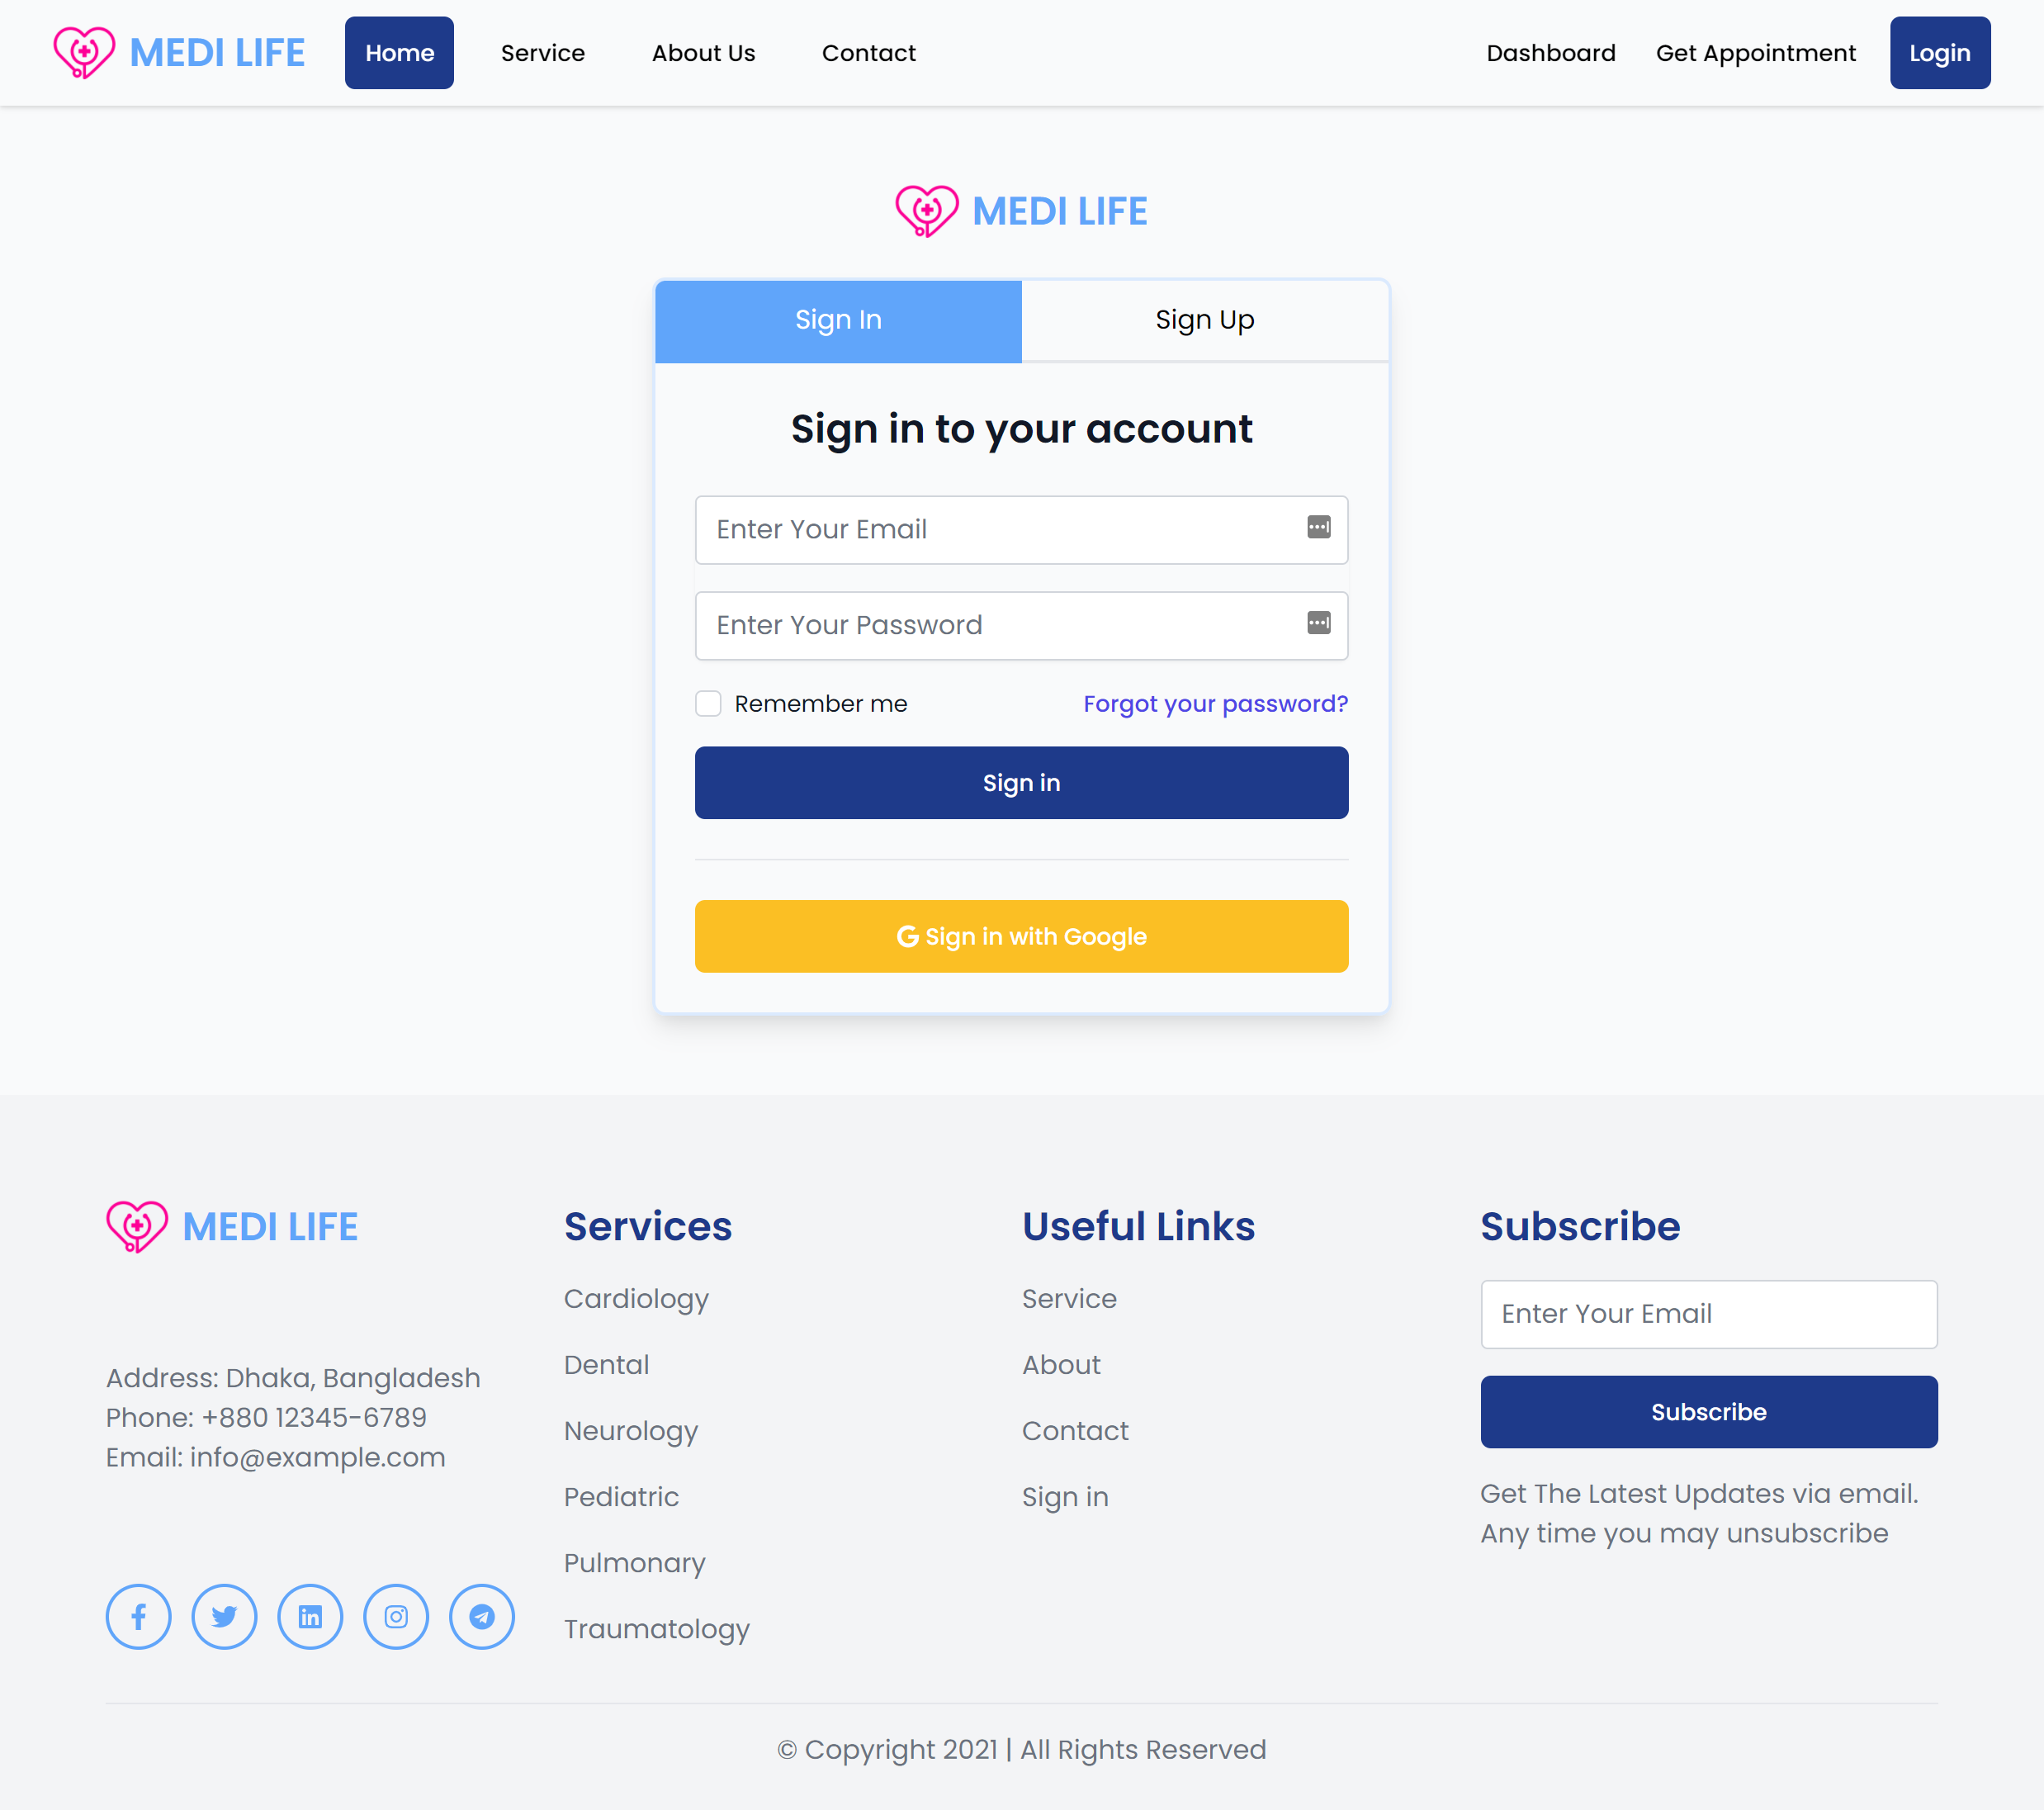 MEDI LIFE
Home
Service
About Us
Contact
Dashboard
Get Appointment
Login
MEDI LIFE
Sign In
Sign Up
Sign in to your account
Enter Your Email
Enter Your Password
Remember me
Forgot your password?
Sign in
G Sign in with Google
MEDI LIFE
Address: Dhaka, Bangladesh
Phone: +880 12345-6789
Email: info@example.com
Services
Cardiology
Dental
Neurology
Pediatric
Pulmonary
Traumatology
Useful Links
Service
About
Contact
Sign in
Subscribe
Enter Your Email
Subscribe
Get The Latest Updates via email.
Any time you may unsubscribe
© Copyright 2021 | All Rights Reserved